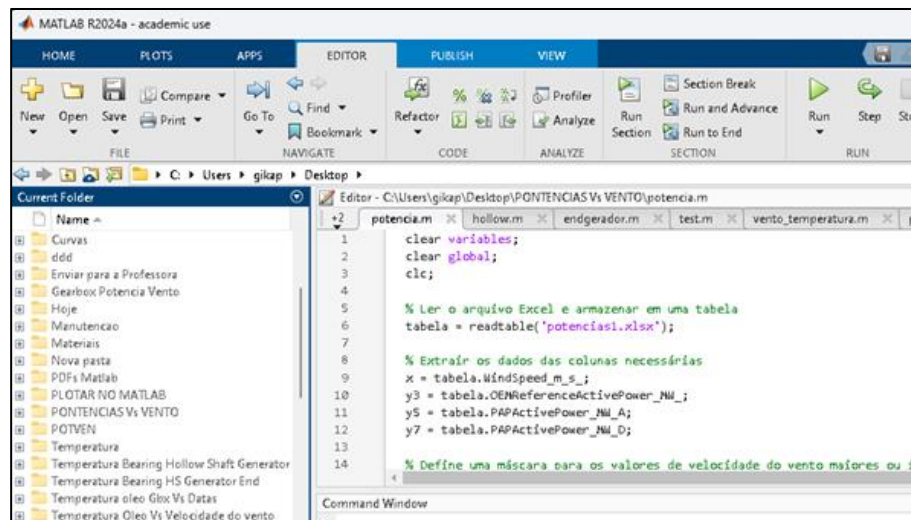 MATLAB R2024a - academic use
HOME PLOTS APPS EDITOR PUBLISH VIEW
New Open Save Compare Print Go To Find Bookmark Refactor Profiler Analyze Run Section Section Break Run and Advance Run to End Run Step
FILE NAVIGATE CODE ANALYZE SECTION RUN
C: Users gikap Desktop
Current Folder
Name
Curvas
ddd
Enviar para a Professora
Gearbox Potencia Vento
Hoje
Manutencao
Materiais
Nova pasta
PDFs Matlab
PLOTAR NO MATLAB
PONTENCIAS Vs VENTO
POTVEN
Temperatura
Temperatura Bearing Hollow Shaft Generator
Temperatura Bearing HS Generator End
Temperatura oleo Gbx Vs Datas
Temperatura Oleo Vs Velocidade do vento
Editor - C:\Users\gikap\Desktop\PONTENCIAS Vs VENTO\potencia.m
+2 potencia.m hollow.m endgerador.m test.m vento_temperatura.m
1 clear variables;
2 clear global;
3 clc;
4
5 % Ler o arquivo Excel e armazenar em uma tabela
6 tabela = readtable('potencias1.xlsx');
7
8 % Extrair os dados das colunas necessárias
9 x = tabela.WindSpeed_m_s_;
10 y3 = tabela.OEMReferenceActivePower_MW_;
11 y5 = tabela.PAPActivePower_MW_A;
12 y7 = tabela.PAPActivePower_MW_D;
13
14 % Define uma máscara para os valores de velocidade do vento maiores ou
Command Window